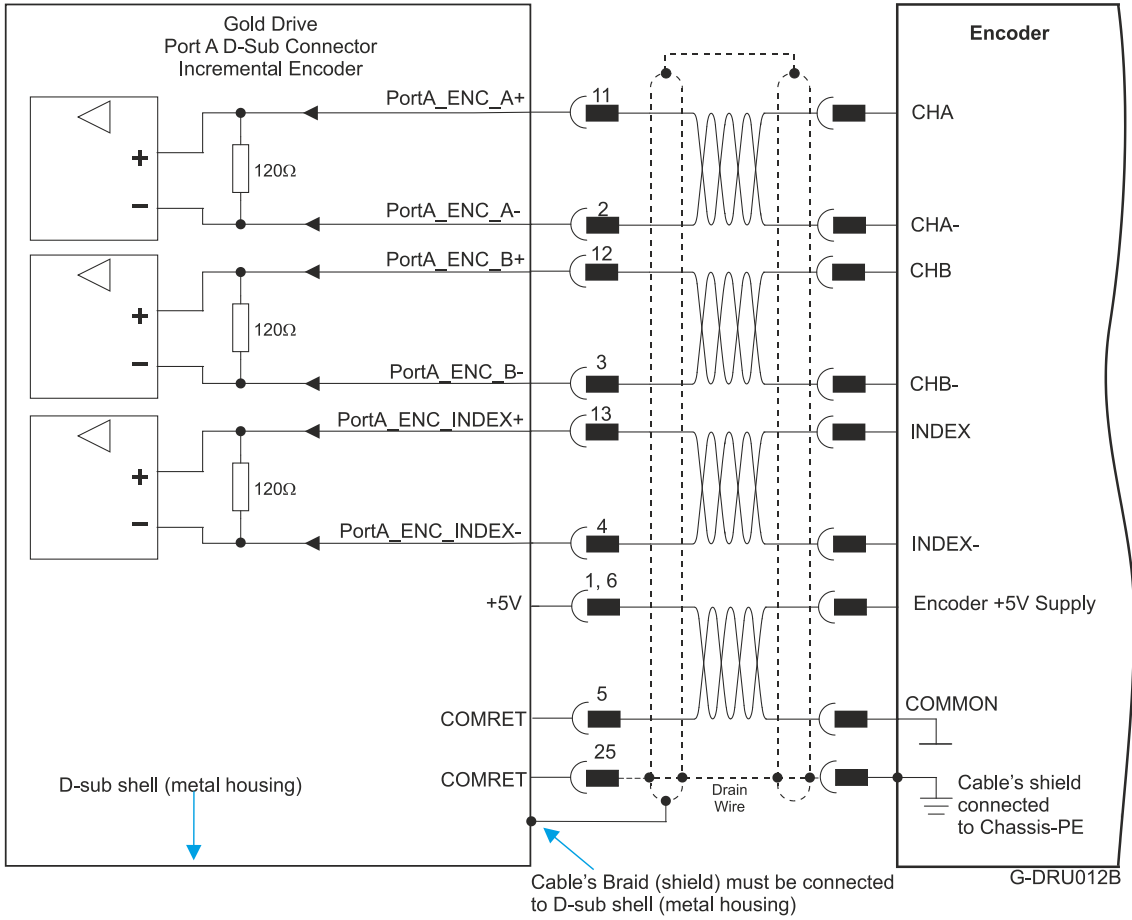 Gold Drive
Port A D-Sub Connector
Incremental Encoder
Encoder
PortA_ENC_A+
11
CHA
+
120Ω
−
PortA_ENC_A-
2
CHA-
PortA_ENC_B+
12
CHB
+
120Ω
−
PortA_ENC_B-
3
CHB-
PortA_ENC_INDEX+
13
INDEX
+
120Ω
−
PortA_ENC_INDEX-
4
INDEX-
+5V
1, 6
Encoder +5V Supply
COMRET
5
COMMON
COMRET
25
Drain
Wire
Cable's shield
connected
to Chassis-PE
D-sub shell (metal housing)
G-DRU012B
Cable's Braid (shield) must be connected
to D-sub shell (metal housing)